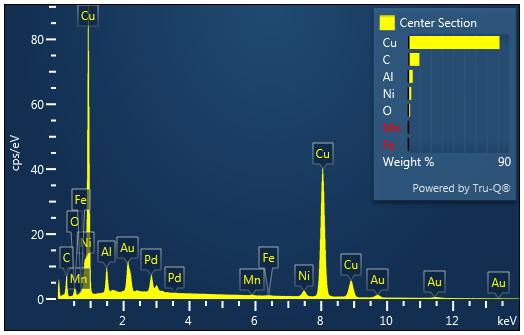 Cu
Center Section
80
Cu
C
Al
Ni
60
O
Mn
Fe
Weight % 90
Powered by Tru-Q®
cps/eV
40
Cu
Fe
O
20
Ni
Al
Au
C
Pd
Fe
Cu
Mn
Pd
Mn
Ni
Au
Au
Au
0
2
4
6
8
10
12
keV